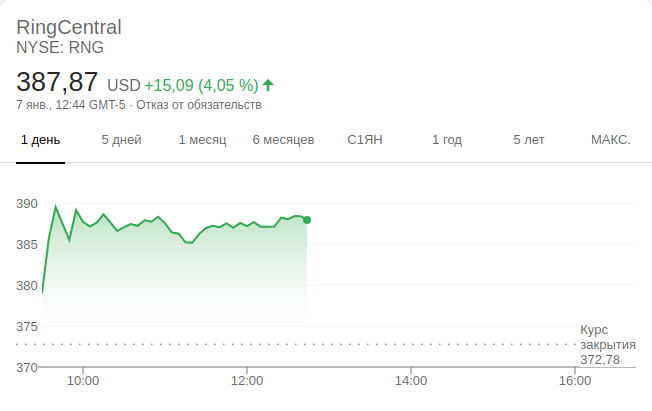 RingCentral
NYSE: RNG
387,87 USD +15,09 (4,05 %)
7 янв., 12:44 GMT-5 · Отказ от обязательств
1 день 5 дней 1 месяц 6 месяцев С1ЯН 1 год 5 лет МАКС.
390
385
380
375
Курс
закрытия
372,78
370
10:00 12:00 14:00 16:00